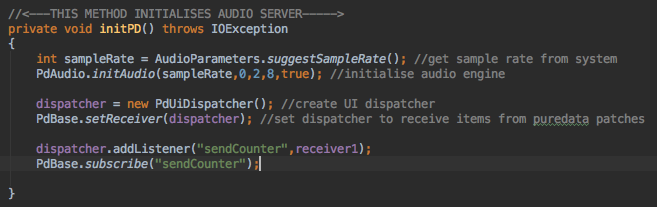 //<---THIS METHOD INITIALISES AUDIO SERVER----->
private void initPD() throws IOException
{
int sampleRate = AudioParameters.suggestSampleRate(); //get sample rate from system
PdAudio.initAudio(sampleRate,0,2,8,true); //initialise audio engine
dispatcher = new PdUiDispatcher(); //create UI dispatcher
PdBase.setReceiver(dispatcher); //set dispatcher to receive items from puredata patches
dispatcher.addListener("sendCounter",receiver1);
PdBase.subscribe("sendCounter");
}